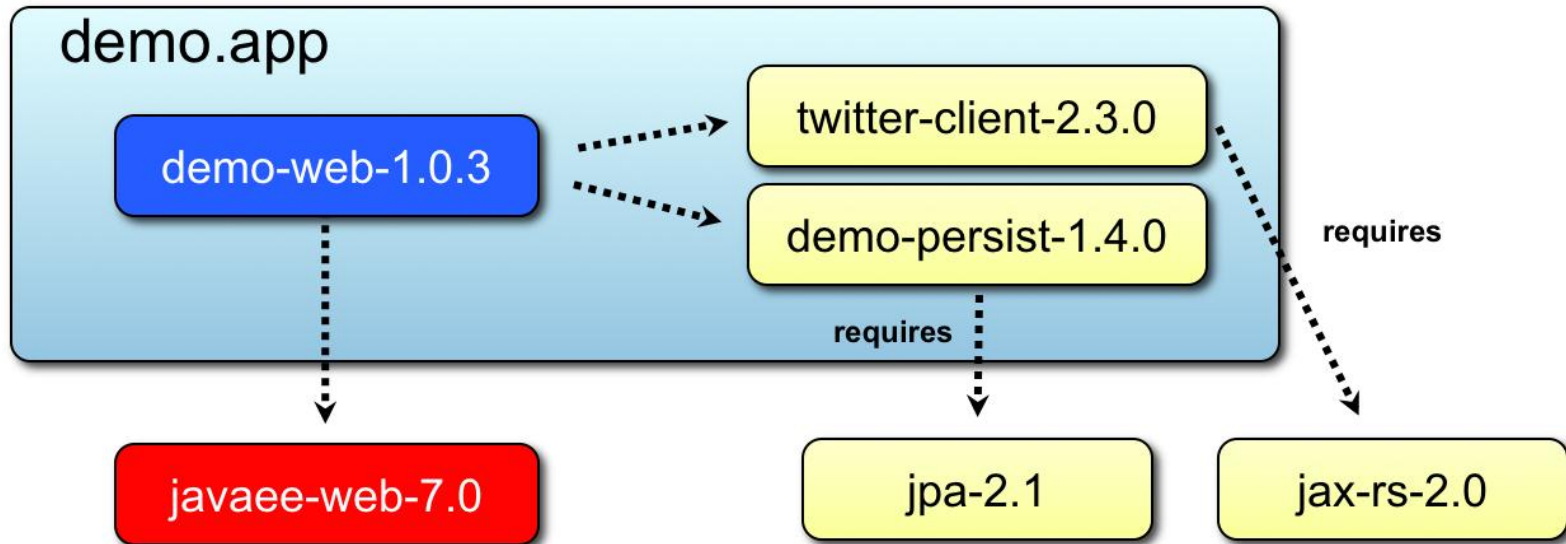 demo.app
twitter-client-2.3.0
demo-web-1.0.3
demo-persist-1.4.0
requires
requires
javaee-web-7.0
jpa-2.1
jax-rs-2.0